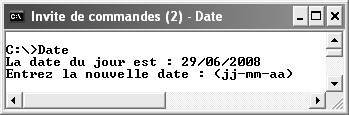 Invite de commandes (2) - Date
C:\>Date
La date du jour est : 29/06/2008
Entrez la nouvelle date : (jj-mm-aa)